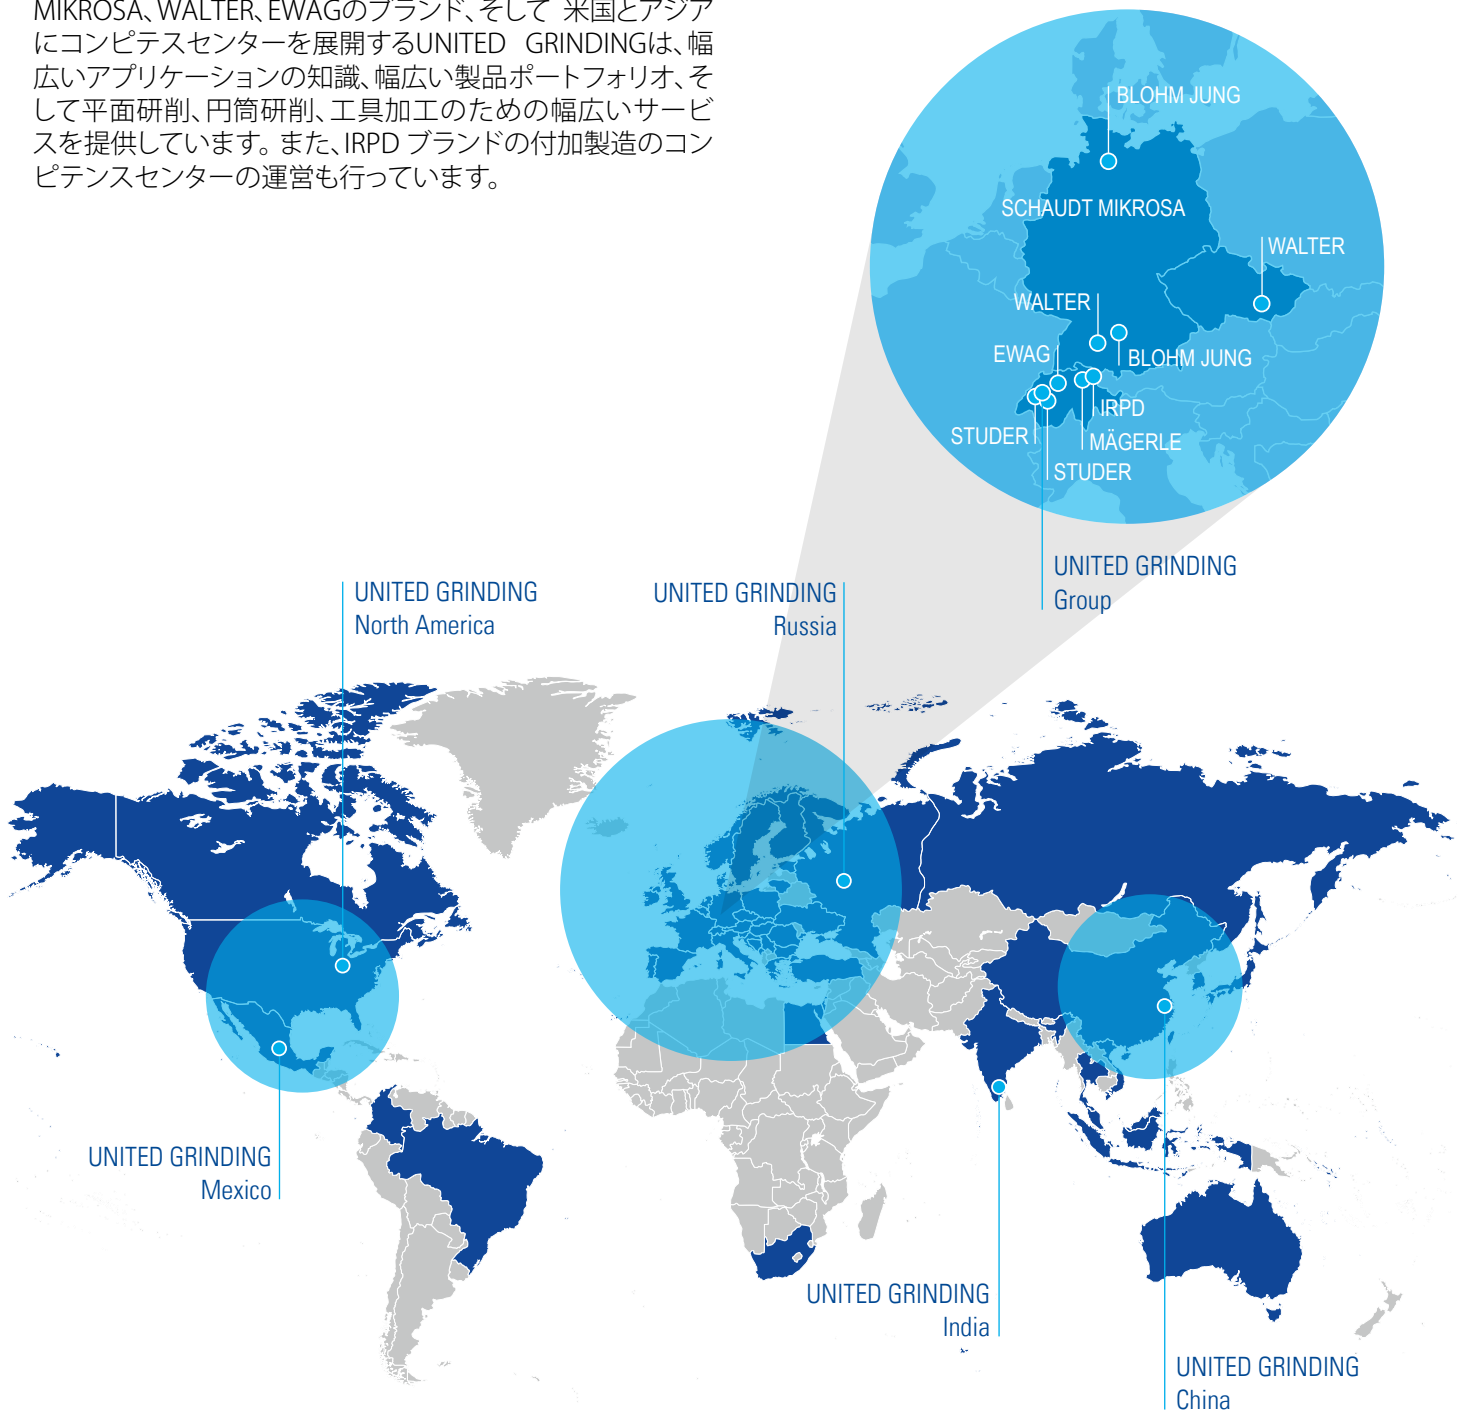 MIKROSA、WALTER、EWAGのブランド、そして 米国とアジア
にコンピテスセンターを展開するUNITED GRINDINGは、幅
広いアプリケーションの知識、幅広い製品ポートフォリオ、そ
して平面研削、円筒研削、工具加工のための幅広いサービ
スを提供しています。また、IRPD ブランドの付加製造のコン
ピテンスセンターの運営も行っています。
BLOHM JUNG
SCHAUDT MIKROSA
WALTER
WALTER
EWAG
BLOHM JUNG
IRPD
STUDER
MÄGERLE
STUDER
UNITED GRINDING
Group
UNITED GRINDING
North America
UNITED GRINDING
Russia
UNITED GRINDING
Mexico
UNITED GRINDING
India
UNITED GRINDING
China